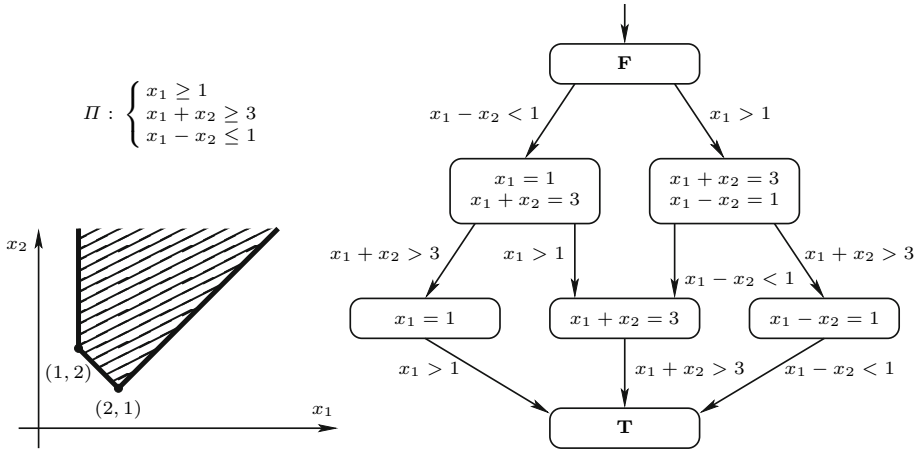 F
Π : { x₁ ≥ 1
x₁ + x₂ ≥ 3
x₁ − x₂ ≤ 1
x₁ − x₂ < 1
x₁ > 1
x₁ = 1
x₁ + x₂ = 3
x₁ + x₂ = 3
x₁ − x₂ = 1
x₂
x₁ + x₂ > 3
x₁ > 1
x₁ − x₂ < 1
x₁ + x₂ > 3
x₁ = 1
x₁ + x₂ = 3
x₁ − x₂ = 1
(1, 2)
(2, 1)
x₁
x₁ > 1
x₁ + x₂ > 3
x₁ − x₂ < 1
T